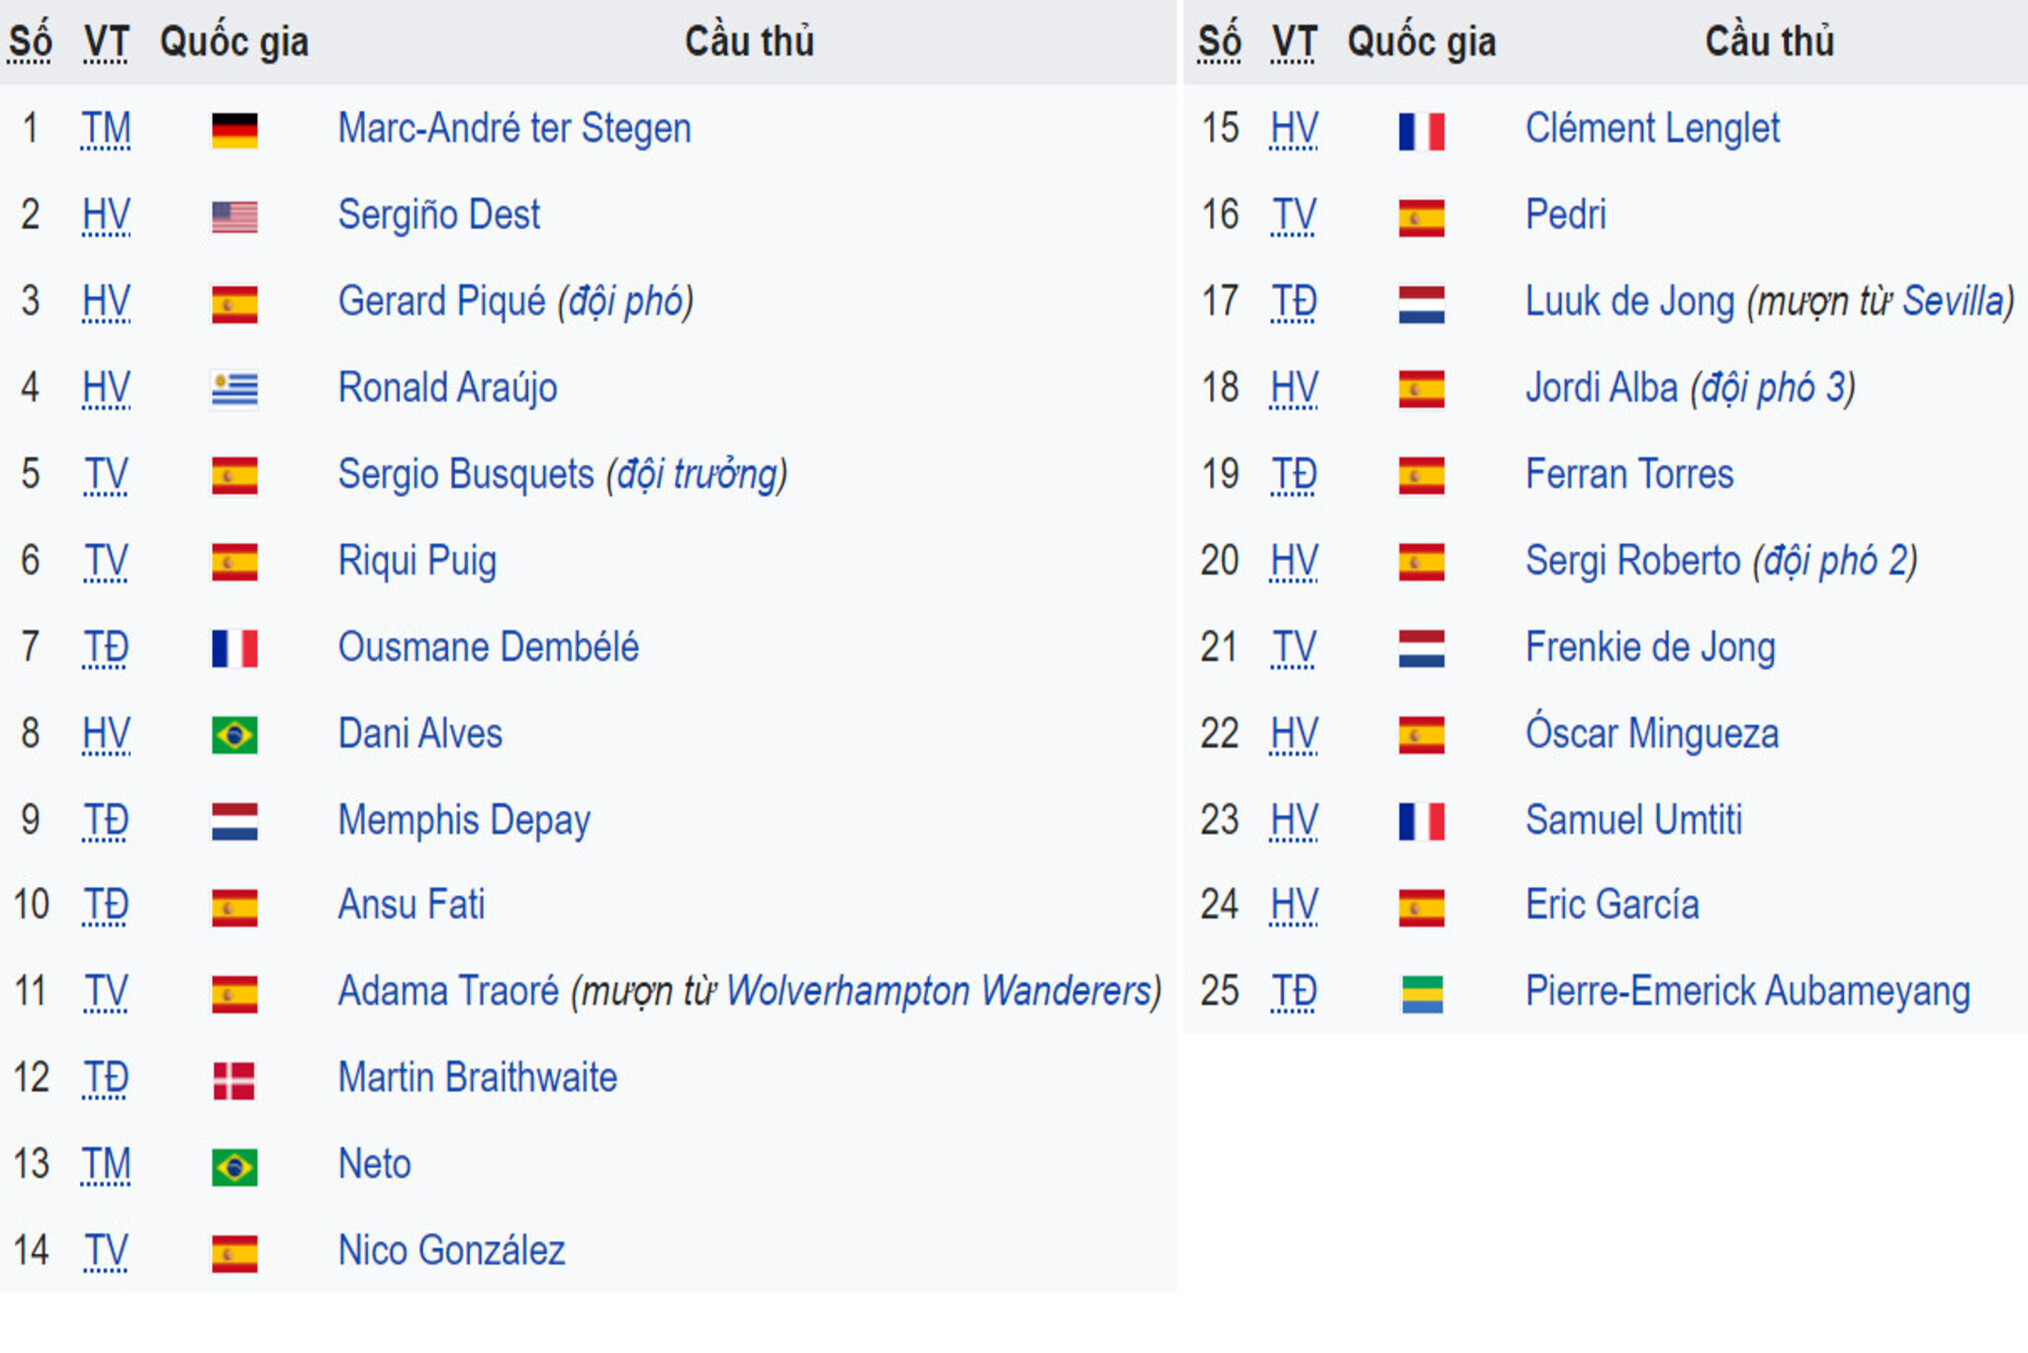 Số VT Quốc gia Cầu thủ
1 TM Marc-André ter Stegen
2 HV Sergiño Dest
3 HV Gerard Piqué (đội phó)
4 HV Ronald Araújo
5 TV Sergio Busquets (đội trưởng)
6 TV Riqui Puig
7 TĐ Ousmane Dembélé
8 HV Dani Alves
9 TĐ Memphis Depay
10 TĐ Ansu Fati
11 TV Adama Traoré (mượn từ Wolverhampton Wanderers)
12 TĐ Martin Braithwaite
13 TM Neto
14 TV Nico González
Số VT Quốc gia Cầu thủ
15 HV Clément Lenglet
16 TV Pedri
17 TĐ Luuk de Jong (mượn từ Sevilla)
18 HV Jordi Alba (đội phó 3)
19 TĐ Ferran Torres
20 HV Sergi Roberto (đội phó 2)
21 TV Frenkie de Jong
22 HV Óscar Mingueza
23 HV Samuel Umtiti
24 HV Eric García
25 TĐ Pierre-Emerick Aubameyang